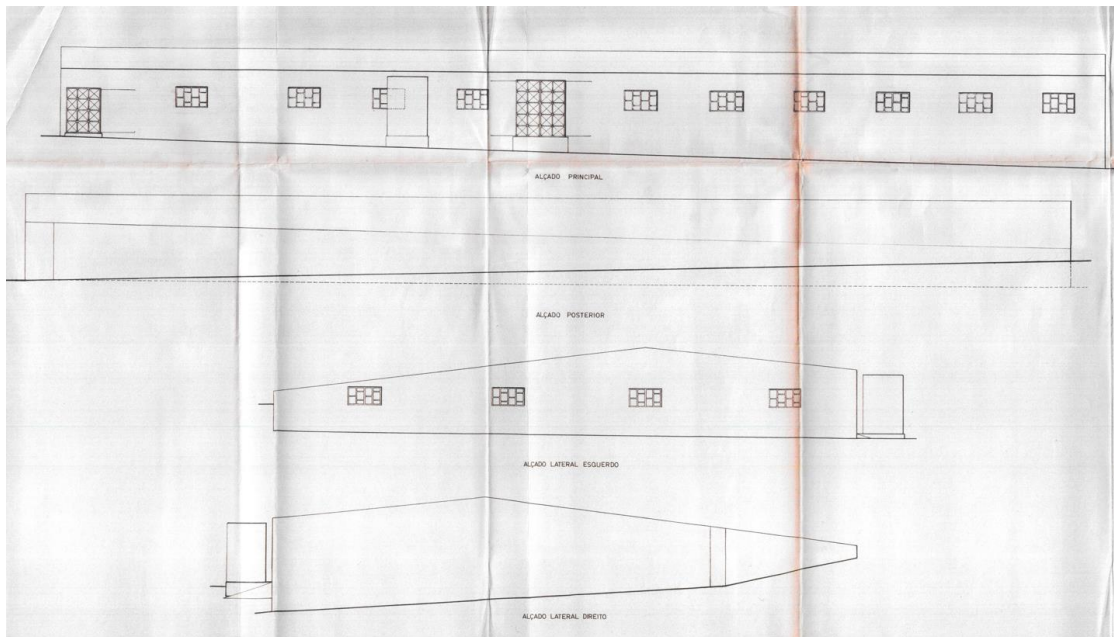 ALÇADO PRINCIPAL
ALÇADO POSTERIOR
ALÇADO LATERAL ESQUERDO
ALÇADO LATERAL DIREITO